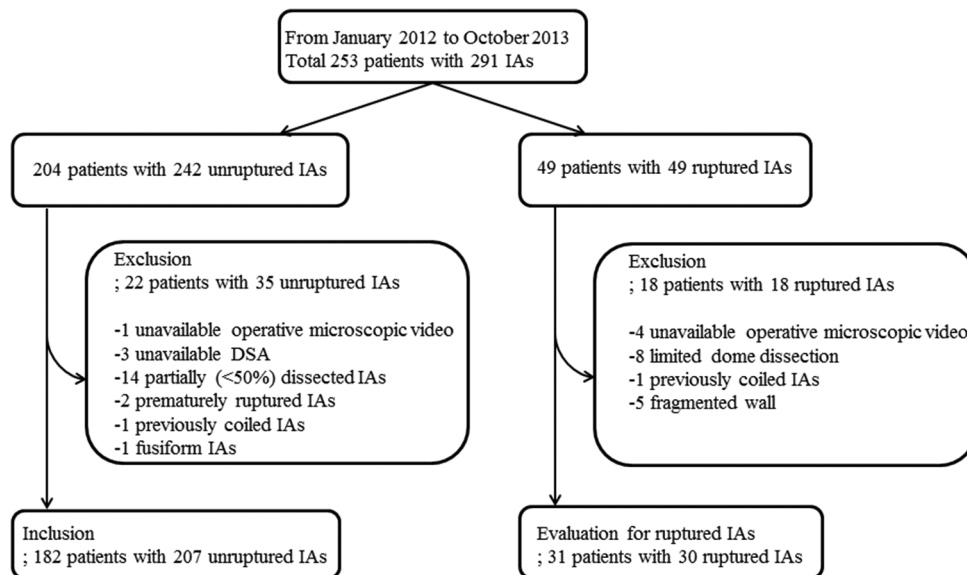 From January 2012 to October 2013
Total 253 patients with 291 IAs
204 patients with 242 unruptured IAs
49 patients with 49 ruptured IAs
Exclusion
; 22 patients with 35 unruptured IAs
-1 unavailable operative microscopic video
-3 unavailable DSA
-14 partially (<50%) dissected IAs
-2 prematurely ruptured IAs
-1 previously coiled IAs
-1 fusiform IAs
Exclusion
; 18 patients with 18 ruptured IAs
-4 unavailable operative microscopic video
-8 limited dome dissection
-1 previously coiled IAs
-5 fragmented wall
Inclusion
; 182 patients with 207 unruptured IAs
Evaluation for ruptured IAs
; 31 patients with 30 ruptured IAs